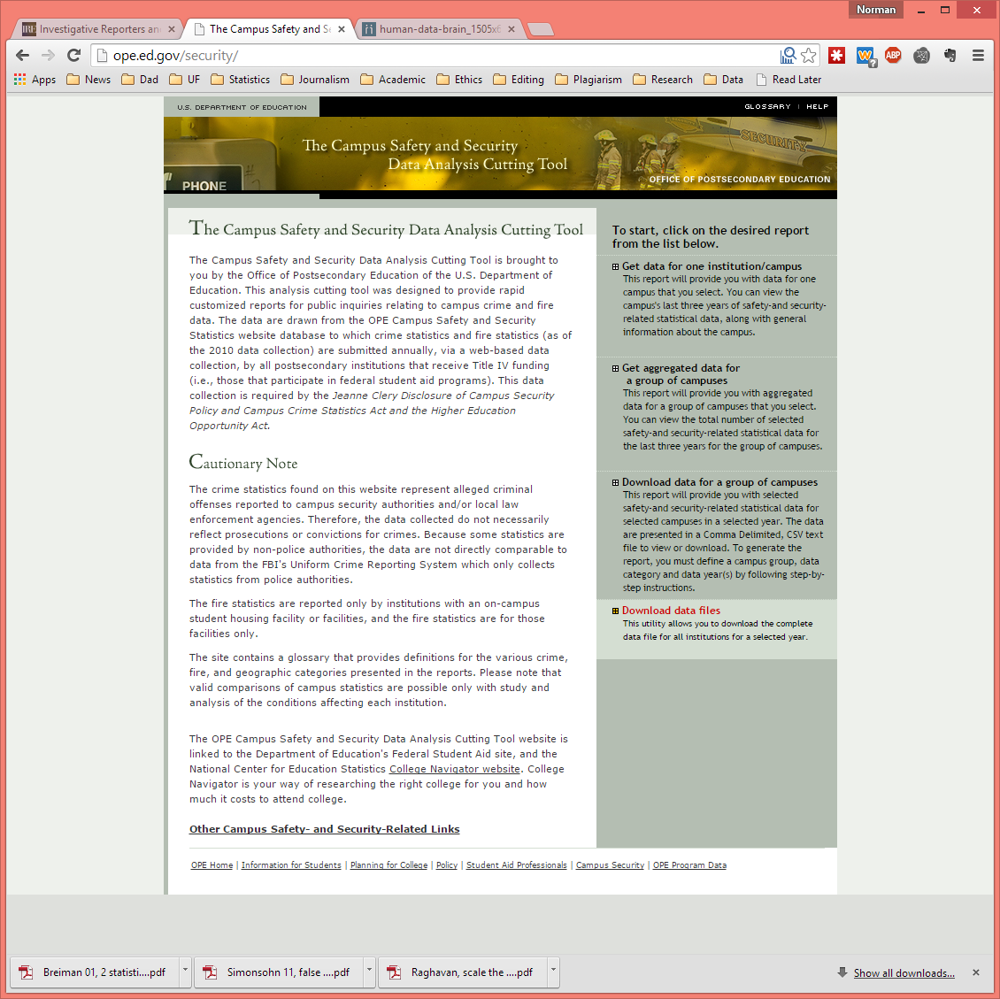 Norman
Investigative Reporters an
The Campus Safety and S
human-data-brain_1505x6
ope.ed.gov/security/
ABP
Apps News Dad UF Statistics Journalism Academic Ethics Editing Plagiarism Research Data Read Later
U.S. DEPARTMENT OF EDUCATION
GLOSSARY | HELP
The Campus Safety and Security
Data Analysis Cutting Tool
SECURITY
PHONE
OFFICE OF POSTSECONDARY EDUCATION
The Campus Safety and Security Data Analysis Cutting Tool
The Campus Safety and Security Data Analysis Cutting Tool is brought to
you by the Office of Postsecondary Education of the U.S. Department of
Education. This analysis cutting tool was designed to provide rapid
customized reports for public inquiries relating to campus crime and fire
data. The data are drawn from the OPE Campus Safety and Security
Statistics website database to which crime statistics and fire statistics (as of
the 2010 data collection) are submitted annually, via a web-based data
collection, by all postsecondary institutions that receive Title IV funding
(i.e., those that participate in federal student aid programs). This data
collection is required by the Jeanne Clery Disclosure of Campus Security
Policy and Campus Crime Statistics Act and the Higher Education
Opportunity Act.
Cautionary Note
The crime statistics found on this website represent alleged criminal
offenses reported to campus security authorities and/or local law
enforcement agencies. Therefore, the data collected do not necessarily
reflect prosecutions or convictions for crimes. Because some statistics are
provided by non-police authorities, the data are not directly comparable to
data from the FBI's Uniform Crime Reporting System which only collects
statistics from police authorities.
The fire statistics are reported only by institutions with an on-campus
student housing facility or facilities, and the fire statistics are for those
facilities only.
The site contains a glossary that provides definitions for the various crime,
fire, and geographic categories presented in the reports. Please note that
valid comparisons of campus statistics are possible only with study and
analysis of the conditions affecting each institution.
The OPE Campus Safety and Security Data Analysis Cutting Tool website is
linked to the Department of Education's Federal Student Aid site, and the
National Center for Education Statistics College Navigator website. College
Navigator is your way of researching the right college for you and how
much it costs to attend college.
Other Campus Safety- and Security-Related Links
To start, click on the desired report
from the list below.
Get data for one institution/campus
This report will provide you with data for one
campus that you select. You can view the
campus's last three years of safety-and security-
related statistical data, along with general
information about the campus.
Get aggregated data for
a group of campuses
This report will provide you with aggregated
data for a group of campuses that you select.
You can view the total number of selected
safety-and security-related statistical data for
the last three years for the group of campuses.
Download data for a group of campuses
This report will provide you with selected
safety-and security-related statistical data for
selected campuses in a selected year. The data
are presented in a Comma Delimited, CSV text
file to view or download. To generate the
report, you must define a campus group, data
category and data year(s) by following step-by-
step instructions.
Download data files
This utility allows you to download the complete
data file for all institutions for a selected year.
OPE Home | Information for Students | Planning for College | Policy | Student Aid Professionals | Campus Security | OPE Program Data
Breiman 01, 2 statisti....pdf
Simonsohn 11, false ....pdf
Raghavan, scale the ....pdf
Show all downloads...